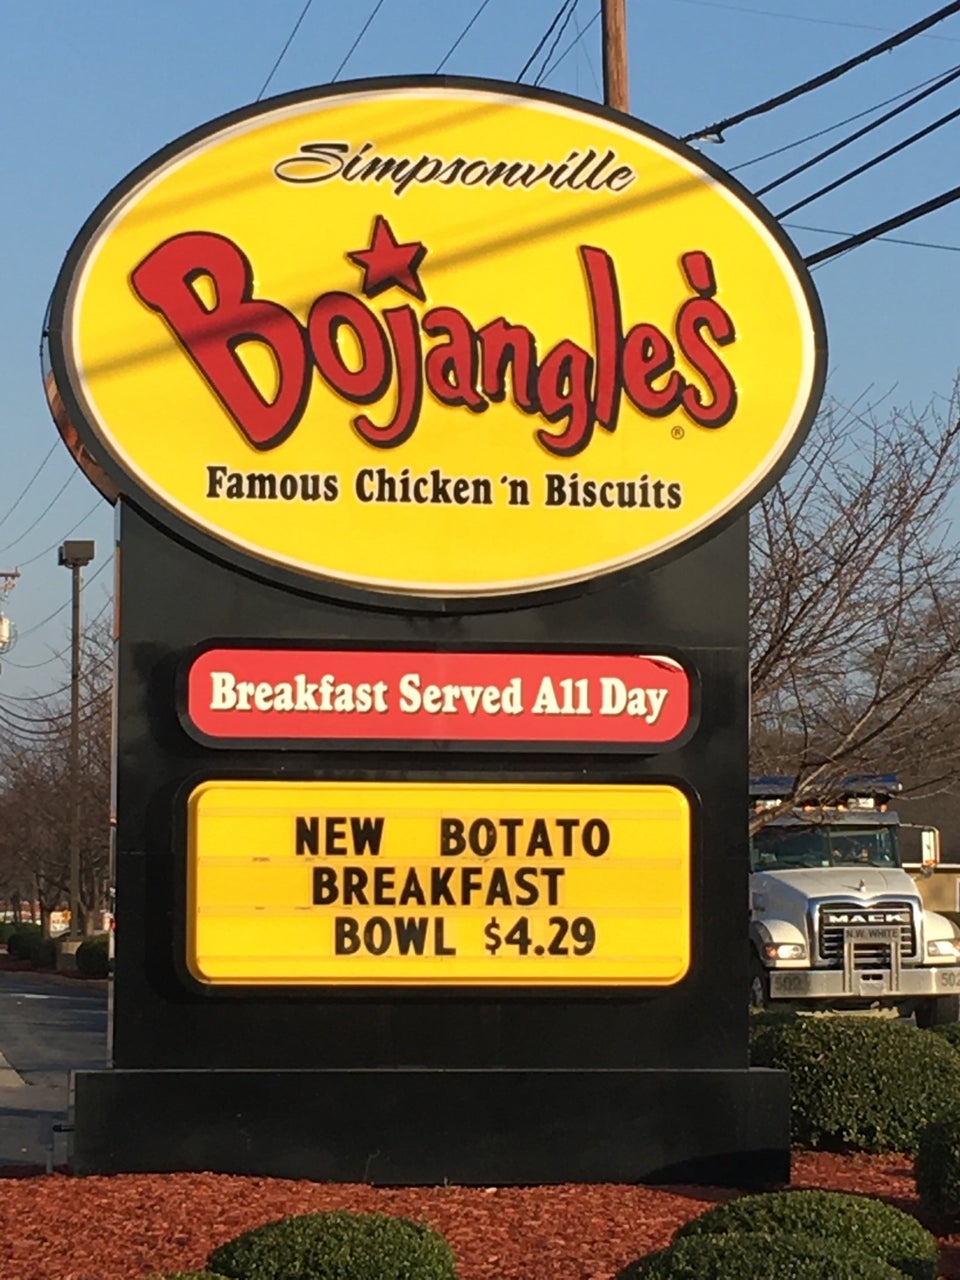 Simpsonville
Bojangles'
®
Famous Chicken 'n Biscuits
Breakfast Served All Day
NEW BOTATO
BREAKFAST
BOWL $4.29
MACK
N.W. WHITE
502 502